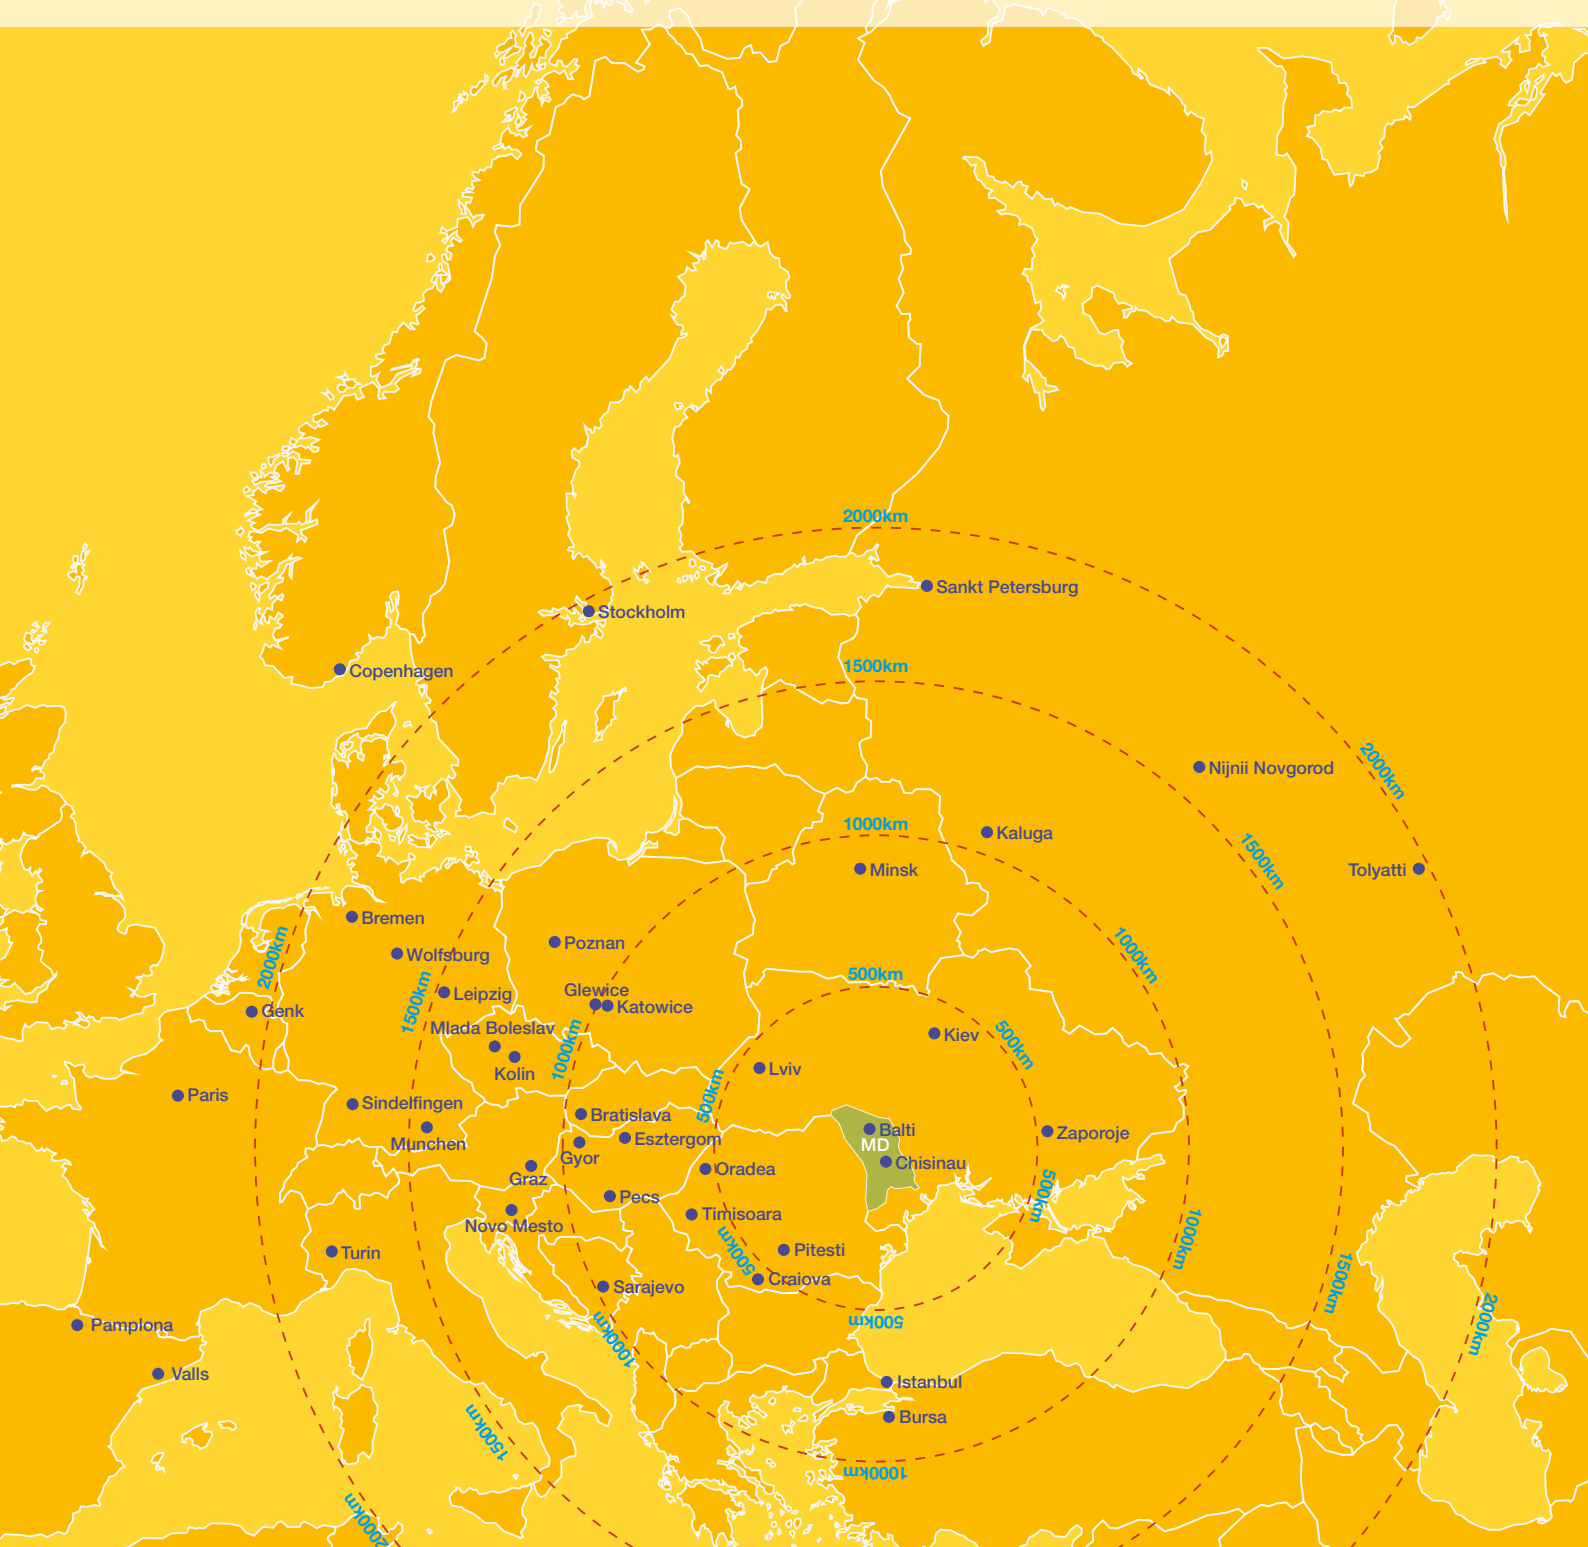 2000km
Sankt Petersburg
Stockholm
1500km
Copenhagen
2000km
Nijnii Novgorod
1000km
Kaluga
1500km
Minsk
Tolyatti
Bremen
Poznan
2000km
Wolfsburg
1000km
500km
Glewice
Leipzig
1500km
Katowice
Genk
Mlada Boleslav
Kiev
500km
1000km
Kolin
Lviv
Paris
500km
Sindelfingen
Bratislava
Balti
Zaporoje
Munchen
Esztergom
MD
Gyor
Chisinau
Oradea
Graz
500km
Pecs
Timisoara
Novo Mesto
1000km
Turin
500km
Pitesti
Sarajevo
Craiova
1500km
Pamplona
1000km
500km
2000km
Valls
Istanbul
Bursa
1500km
1000km
2000km